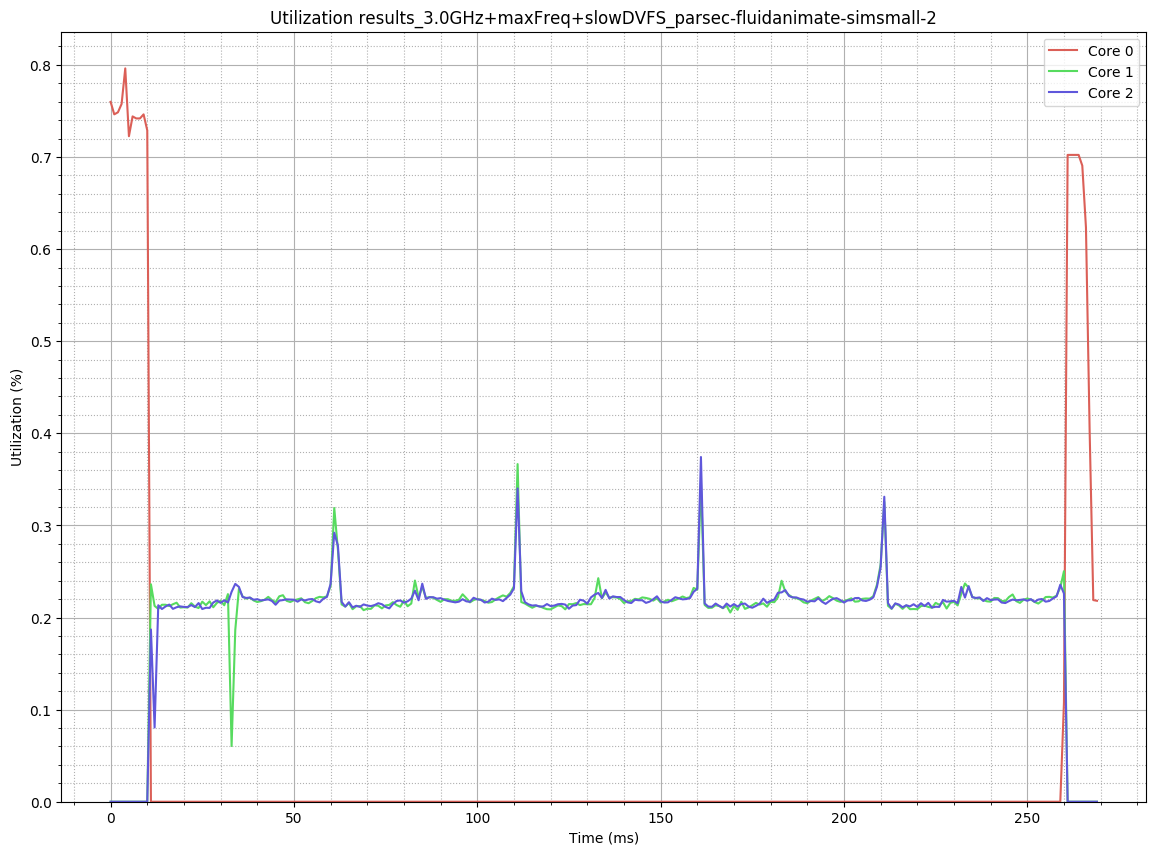 Utilization results_3.0GHz+maxFreq+slowDVFS_parsec-fluidanimate-simsmall-2
Core 0
Core 1
Core 2
Utilization (%)
0.8
0.7
0.6
0.5
0.4
0.3
0.2
0.1
0.0
0 50 100 150 200 250
Time (ms)